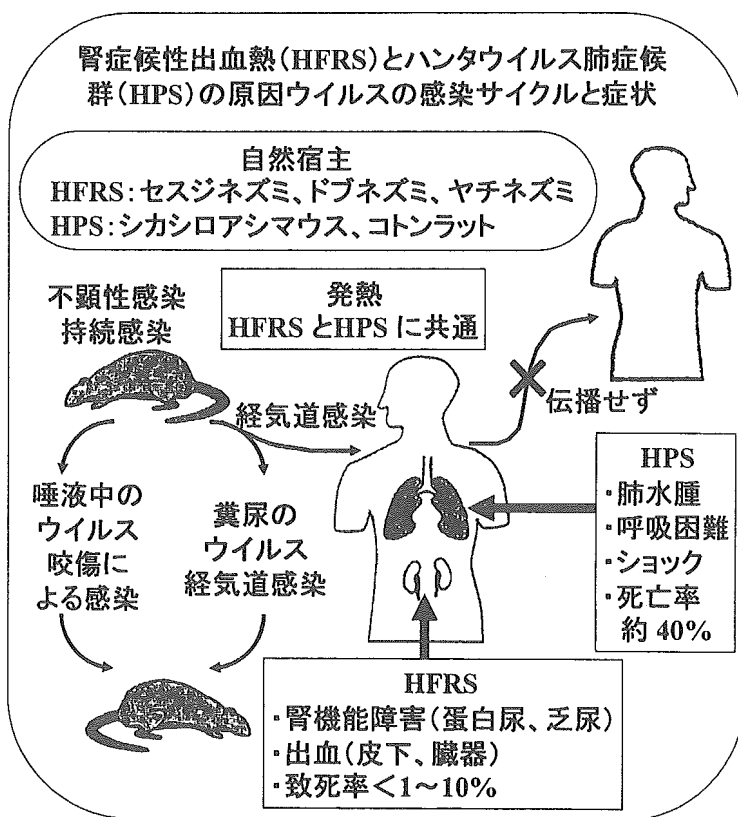 腎症候性出血熱(HFRS)とハンタウイルス肺症候
群(HPS)の原因ウイルスの感染サイクルと症状
自然宿主
HFRS:セスジネズミ、ドブネズミ、ヤチネズミ
HPS:シカシロアシマウス、コトンラット
不顕性感染
持続感染
発熱
HFRSとHPSに共通
経気道感染
伝播せず
唾液中の
ウイルス
咬傷に
よる感染
糞尿の
ウイルス
経気道感染
HPS
・肺水腫
・呼吸困難
・ショック
・死亡率
約40%
HFRS
・腎機能障害(蛋白尿、乏尿)
・出血(皮下、臓器)
・致死率<1~10%